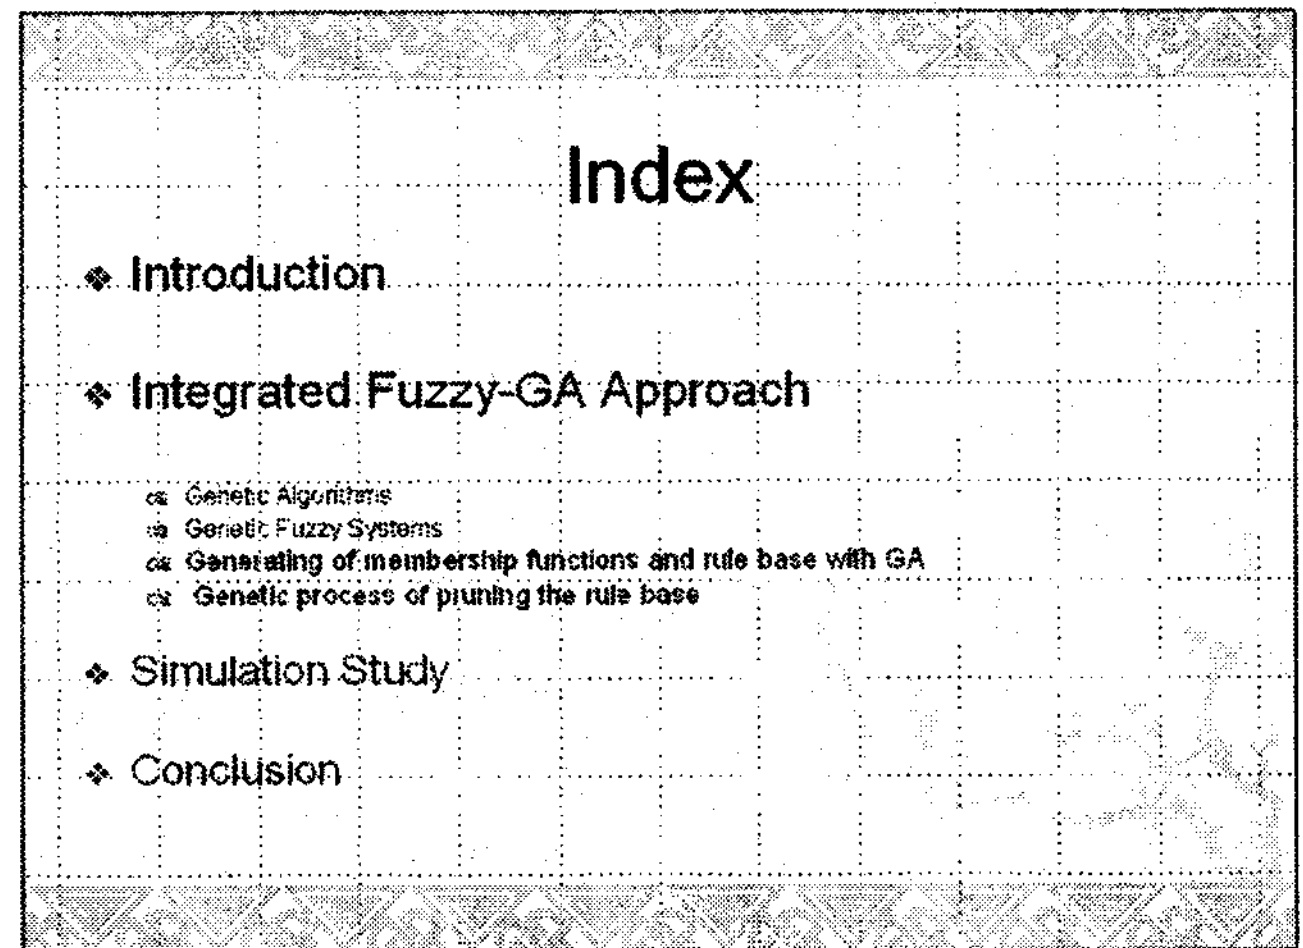 Index
❖ Introduction
❖ Integrated Fuzzy-GA Approach
Genetic Algorithms
Genetic Fuzzy Systems
Generating of membership functions and rule base with GA
Genetic process of pruning the rule base
❖ Simulation Study
❖ Conclusion